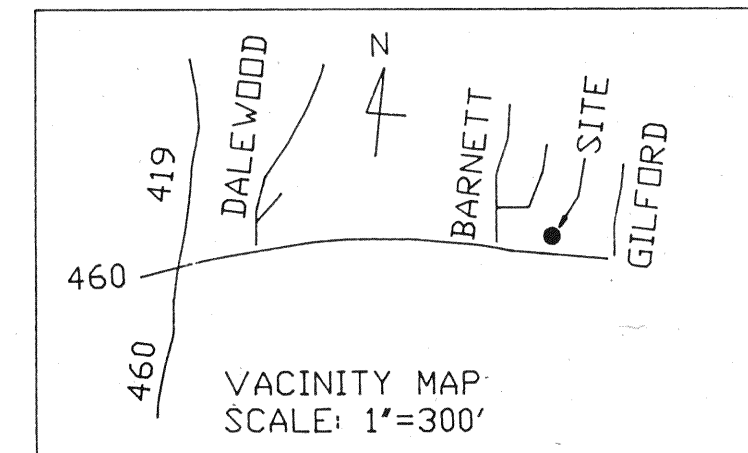 N
419
DALEWOOD
BARNETT
SITE
GILFORD
460
460
VACINITY MAP
SCALE: 1"=300'